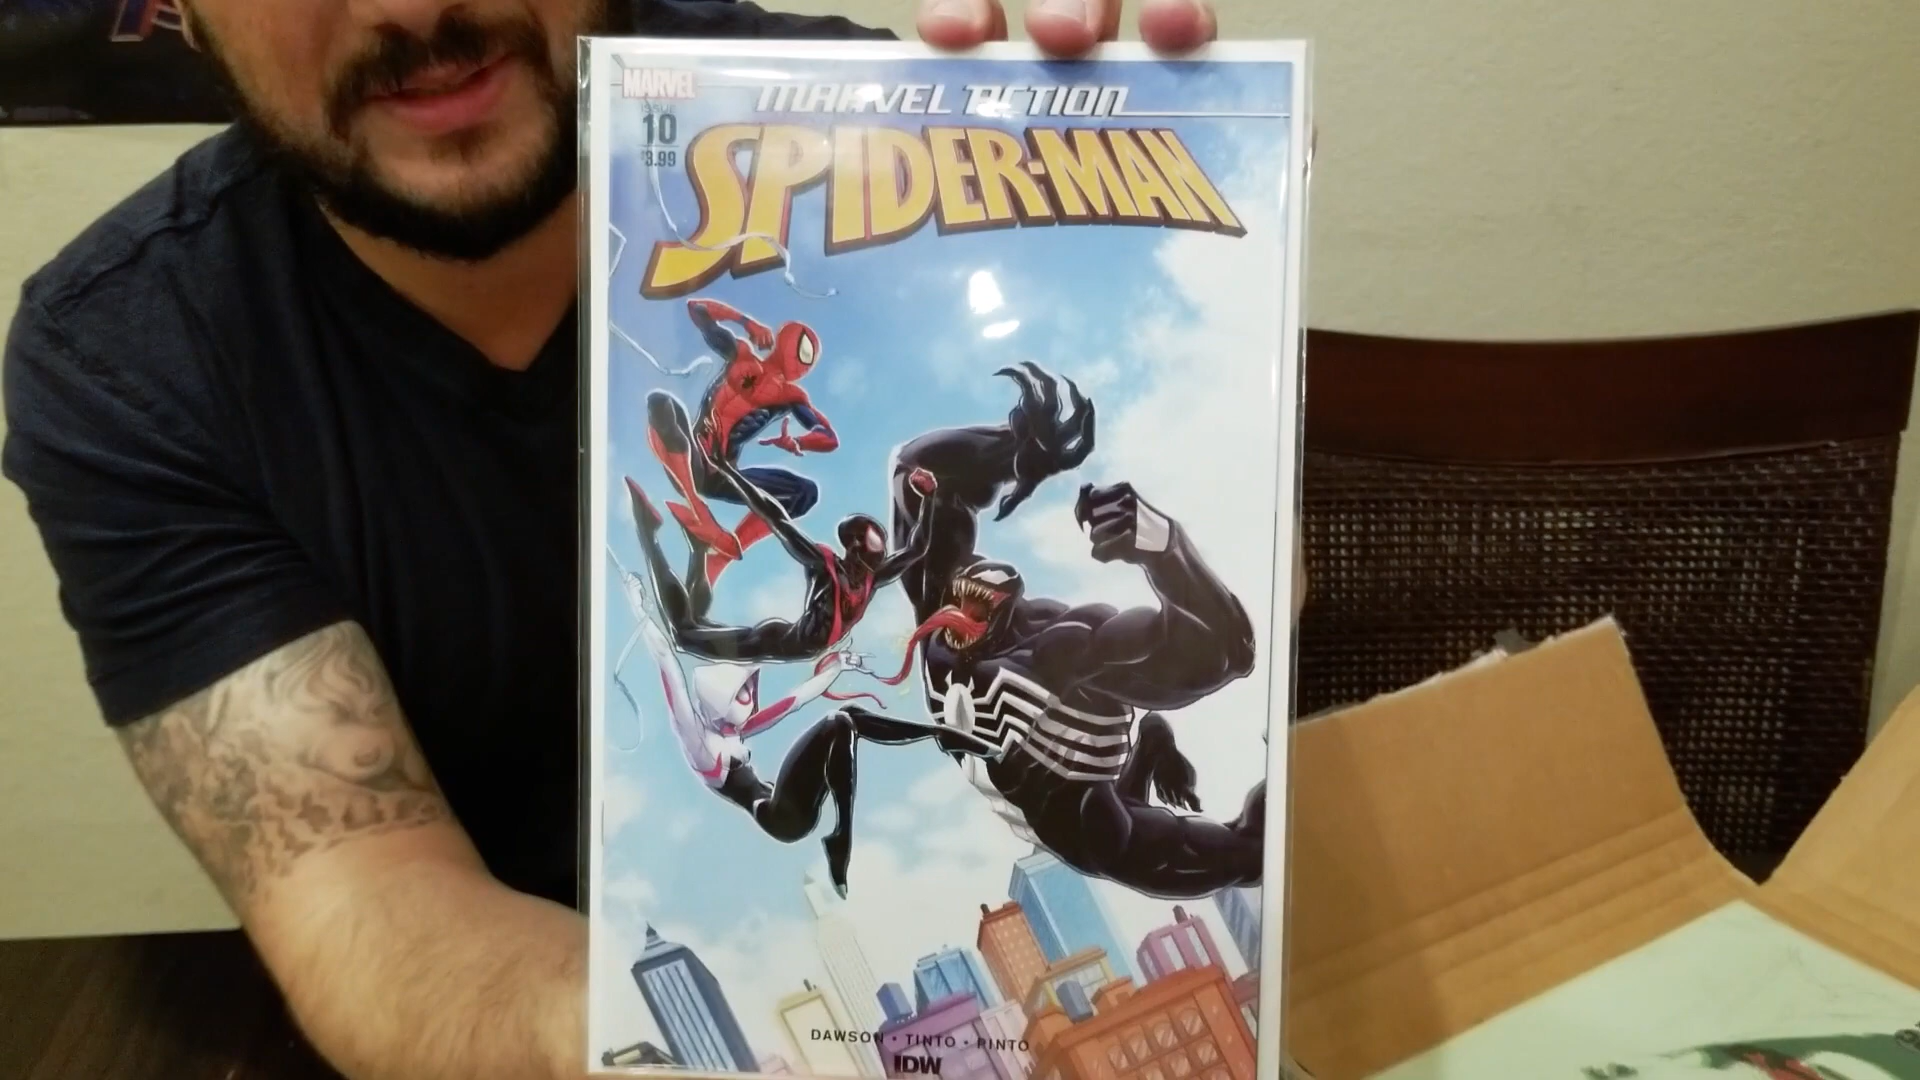 MARVEL
MARVEL ACTION
ISSUE
10
$3.99
SPIDER-MAN
DAWSON • TINTO • PINTO
IDW